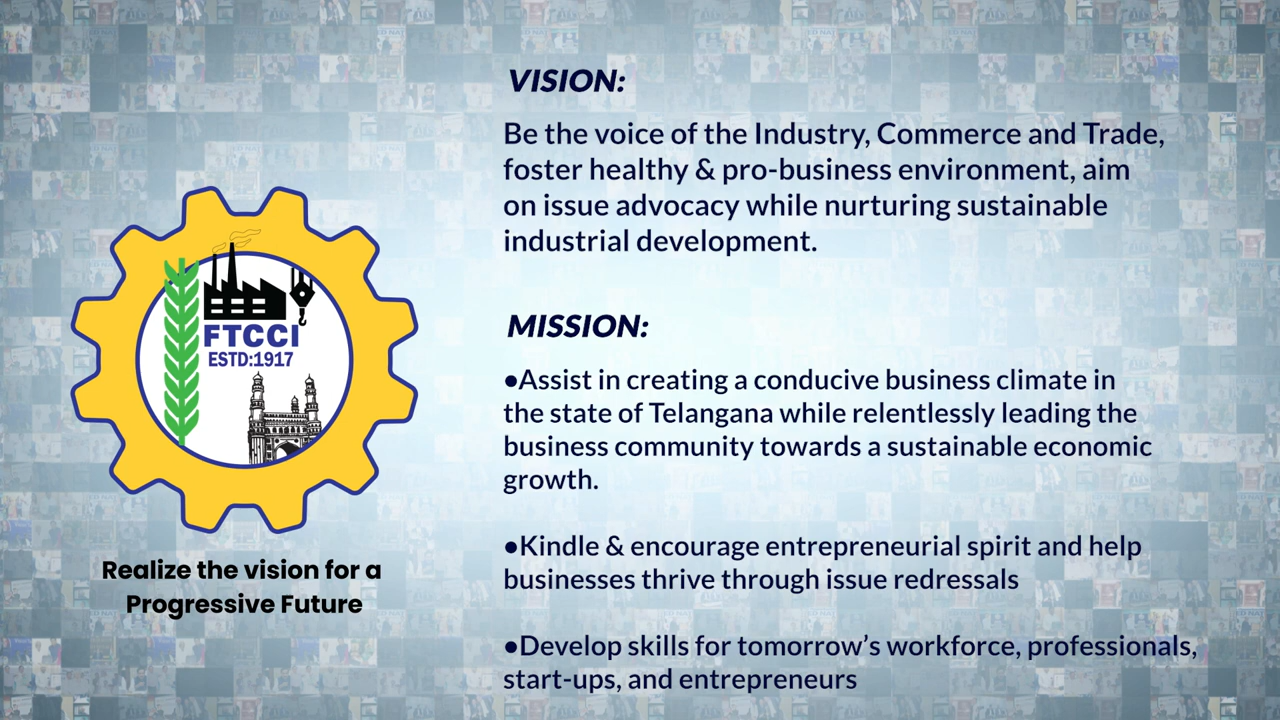 VISION:
Be the voice of the Industry, Commerce and Trade,
foster healthy & pro-business environment, aim
on issue advocacy while nurturing sustainable
industrial development.
FTCCI
ESTD:1917
Realize the vision for a
Progressive Future
MISSION:
●Assist in creating a conducive business climate in
the state of Telangana while relentlessly leading the
business community towards a sustainable economic
growth.
●Kindle & encourage entrepreneurial spirit and help
businesses thrive through issue redressals
●Develop skills for tomorrow’s workforce, professionals,
start-ups, and entrepreneurs